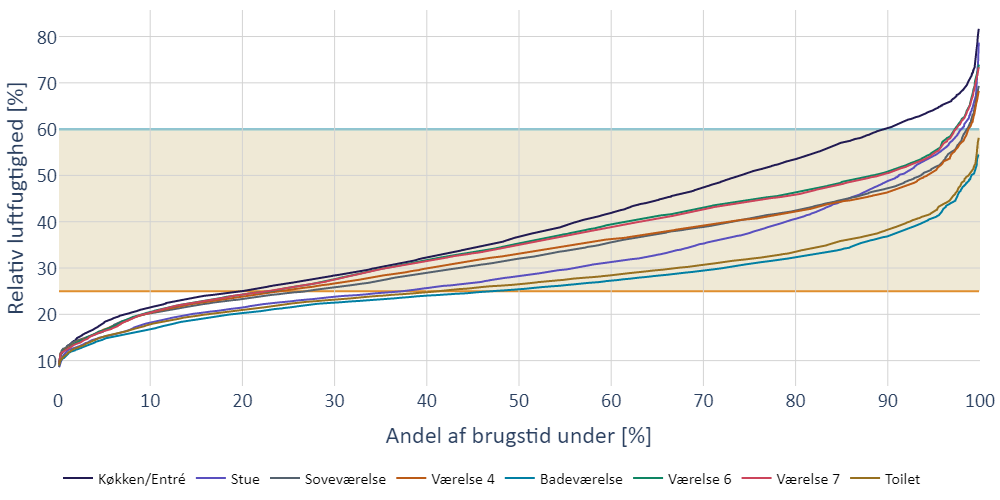 Relativ luftfugtighed [%]
80
70
60
50
40
30
20
10
0 10 20 30 40 50 60 70 80 90 100
Andel af brugstid under [%]
Køkken/Entré Stue Soveværelse Værelse 4 Badeværelse Værelse 6 Værelse 7 Toilet